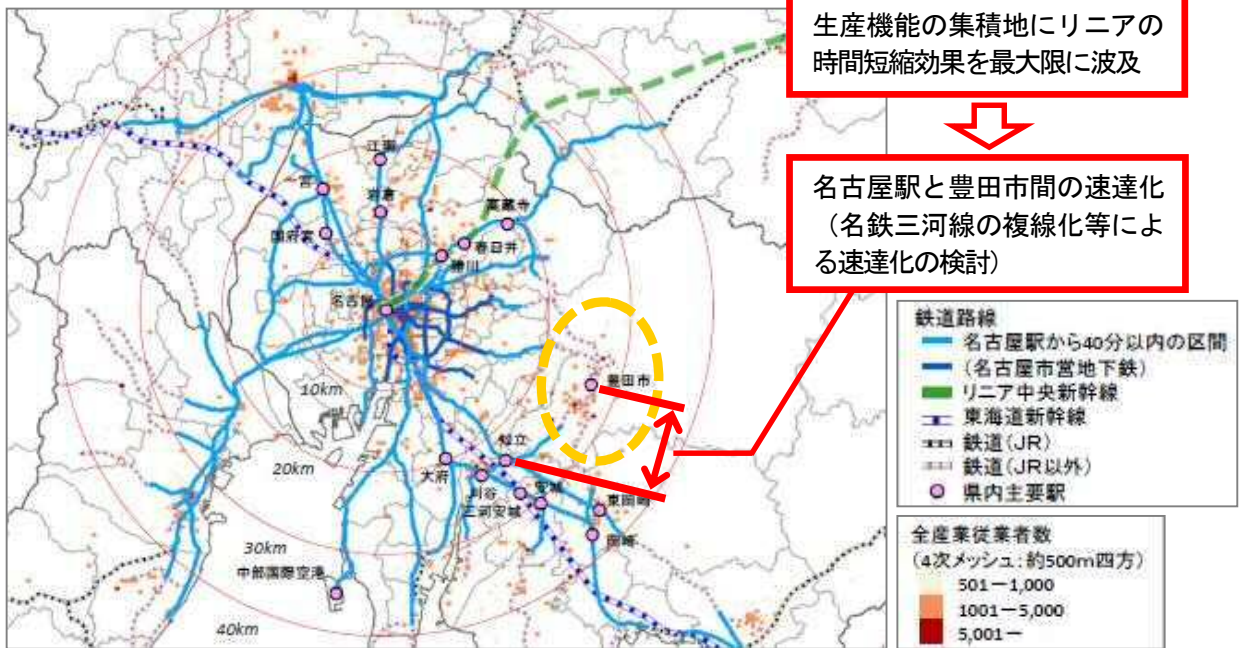 生産機能の集積地にリニアの
時間短縮効果を最大限に波及
名古屋駅と豊田市間の速達化
（名鉄三河線の複線化等によ
る速達化の検討）
江南
一宮
岩倉
国府宮
高蔵寺
春日井
勝川
名古屋
10km
豊田市
知立
20km
大府
刈谷
安城
三河安城
東岡崎
岡崎
30km
中部国際空港
40km
鉄道路線
名古屋駅から40分以内の区間
(名古屋市営地下鉄)
リニア中央新幹線
東海道新幹線
鉄道(JR)
鉄道(JR以外)
県内主要駅
全産業従業者数
(4次メッシュ:約500m四方)
501－1,000
1001－5,000
5,001－